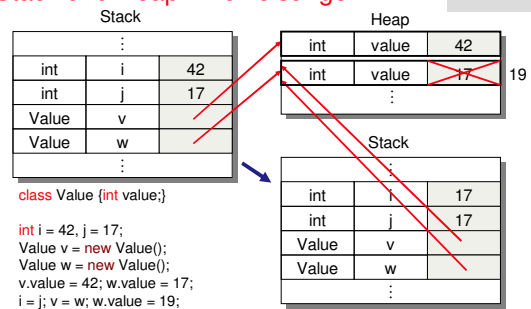 Stack
⋮
int i 42
int j 17
Value v
Value w
⋮
Heap
int value 42
int value 17 19
⋮
Stack
⋮
int i 17
int j 17
Value v
Value w
⋮
class Value {int value;}
int i = 42, j = 17;
Value v = new Value();
Value w = new Value();
v.value = 42; w.value = 17;
i = j; v = w; w.value = 19;